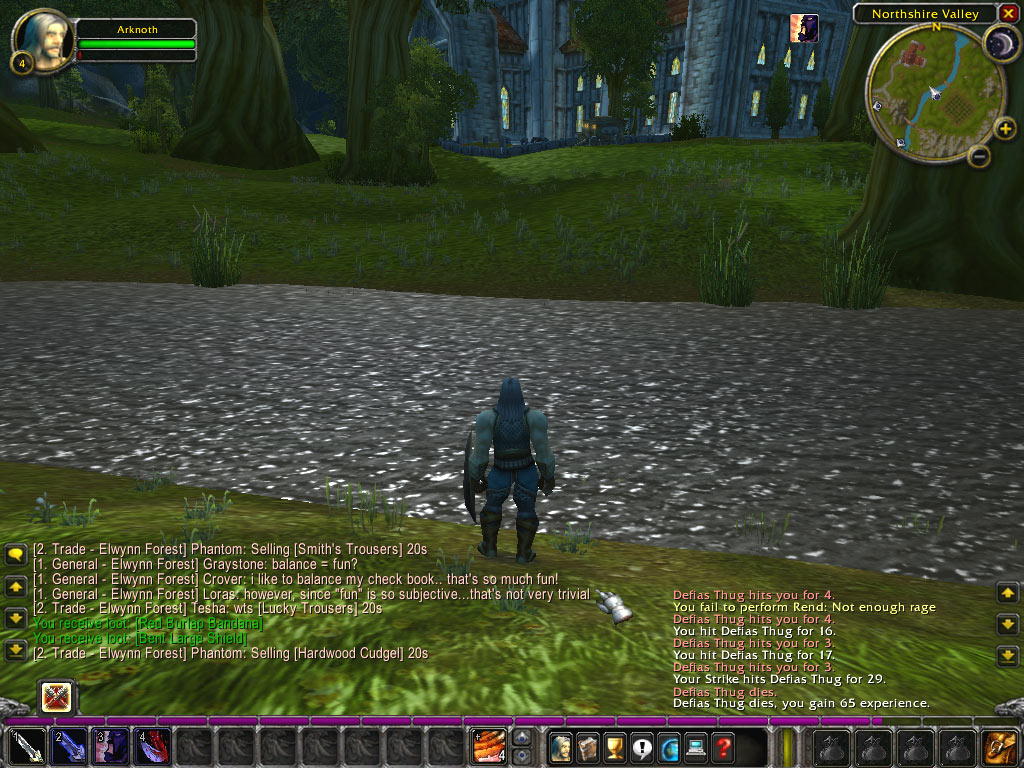 Arknoth
4
Northshire Valley
N
[2. Trade - Elwynn Forest] Phantom: Selling [Smith's Trousers] 20s
[1. General - Elwynn Forest] Graystone: balance = fun?
[1. General - Elwynn Forest] Crover: i like to balance my check book.. that's so much fun!
[1. General - Elwynn Forest] Loras: however, since "fun" is so subjective...that's not very trivial
[2. Trade - Elwynn Forest] Tesha: wts [Lucky Trousers] 20s
You receive loot: [Red Burlap Bandana]
You receive loot: [Bent Large Shield]
[2. Trade - Elwynn Forest] Phantom: Selling [Hardwood Cudgel] 20s
Defias Thug hits you for 4.
You fail to perform Rend: Not enough rage
Defias Thug hits you for 4.
You hit Defias Thug for 16.
Defias Thug hits you for 3.
You hit Defias Thug for 17.
Defias Thug hits you for 3.
Your Strike hits Defias Thug for 29.
Defias Thug dies.
Defias Thug dies, you gain 65 experience.
1 2 3 4 + 4 ! ?